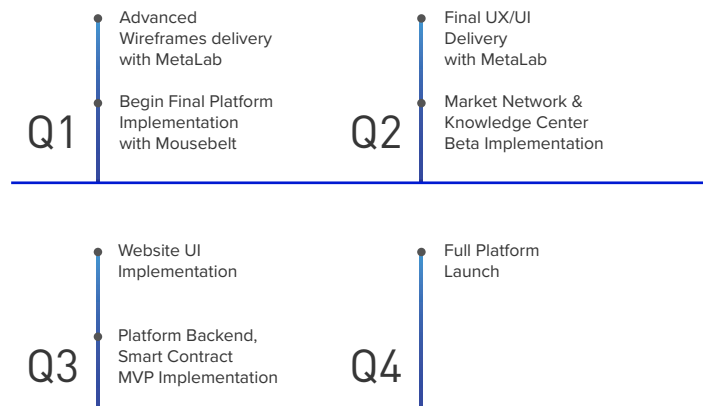 Q1
Advanced
Wireframes delivery
with MetaLab
Begin Final Platform
Implementation
with Mousebelt
Q2
Final UX/UI
Delivery
with MetaLab
Market Network &
Knowledge Center
Beta Implementation
Q3
Website UI
Implementation
Platform Backend,
Smart Contract
MVP Implementation
Q4
Full Platform
Launch